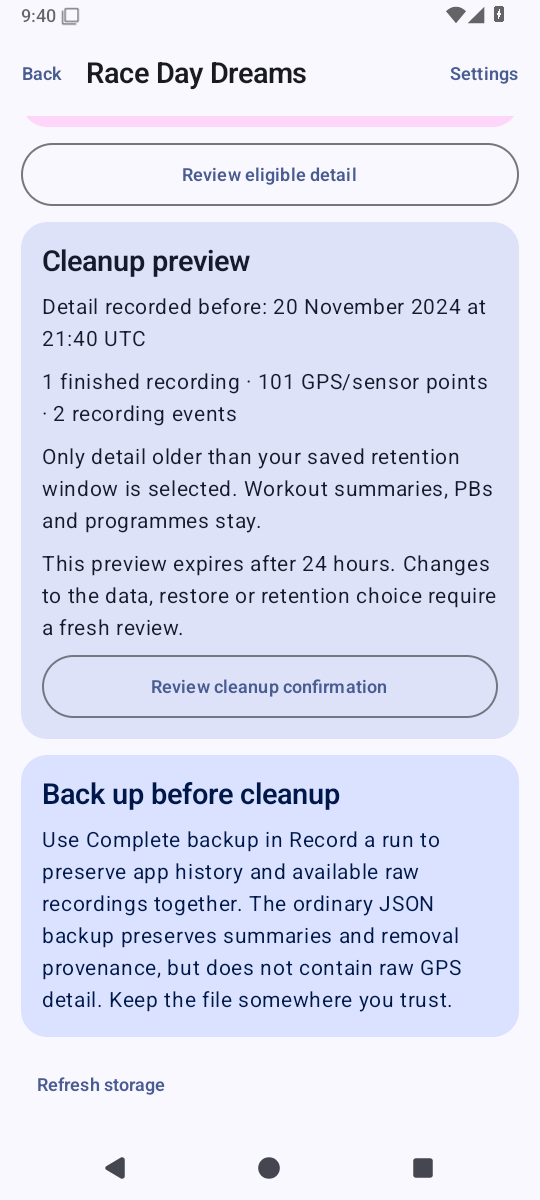 9:40
Back Race Day Dreams Settings
Review eligible detail
Cleanup preview
Detail recorded before: 20 November 2024 at
21:40 UTC
1 finished recording · 101 GPS/sensor points
· 2 recording events
Only detail older than your saved retention
window is selected. Workout summaries, PBs
and programmes stay.
This preview expires after 24 hours. Changes
to the data, restore or retention choice require
a fresh review.
Review cleanup confirmation
Back up before cleanup
Use Complete backup in Record a run to
preserve app history and available raw
recordings together. The ordinary JSON
backup preserves summaries and removal
provenance, but does not contain raw GPS
detail. Keep the file somewhere you trust.
Refresh storage